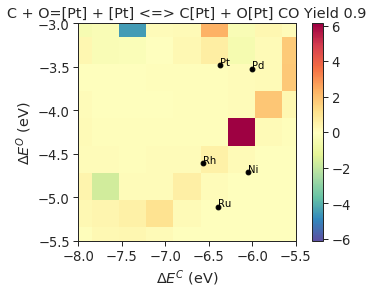 C + O=[Pt] + [Pt] <=> C[Pt] + O[Pt] CO Yield 0.9
−3.0
−3.5
−4.0
−4.5
−5.0
−5.5
ΔE^O (eV)
Pt
Pd
Rh
Ni
Ru
−8.0 −7.5 −7.0 −6.5 −6.0 −5.5
ΔE^C (eV)
6
4
2
0
−2
−4
−6